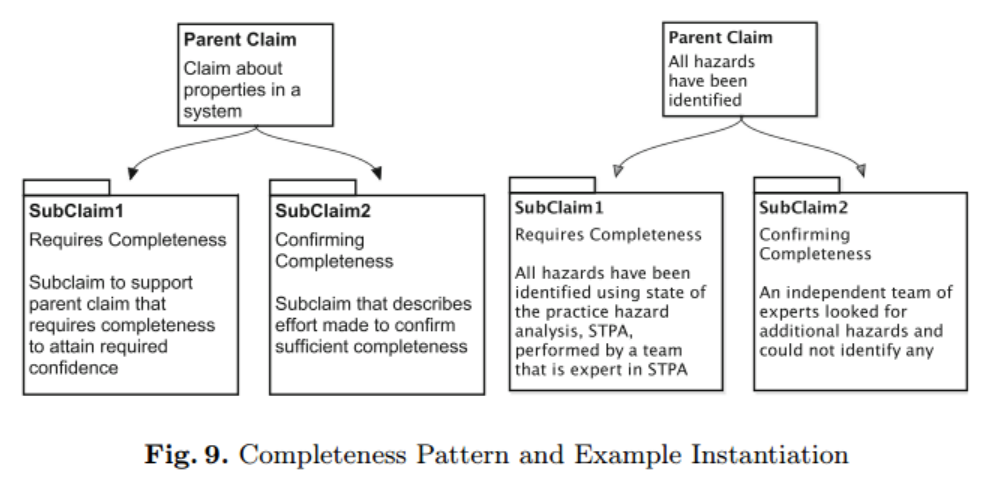 Parent Claim
Claim about
properties in a
system
SubClaim1
Requires Completeness
Subclaim to support
parent claim that
requires completeness
to attain required
confidence
SubClaim2
Confirming
Completeness
Subclaim that describes
effort made to confirm
sufficient completeness
Parent Claim
All hazards
have been
identified
SubClaim1
Requires Completeness
All hazards have been
identified using state of
the practice hazard
analysis, STPA,
performed by a team
that is expert in STPA
SubClaim2
Confirming
Completeness
An independent team of
experts looked for
additional hazards and
could not identify any
Fig. 9. Completeness Pattern and Example Instantiation